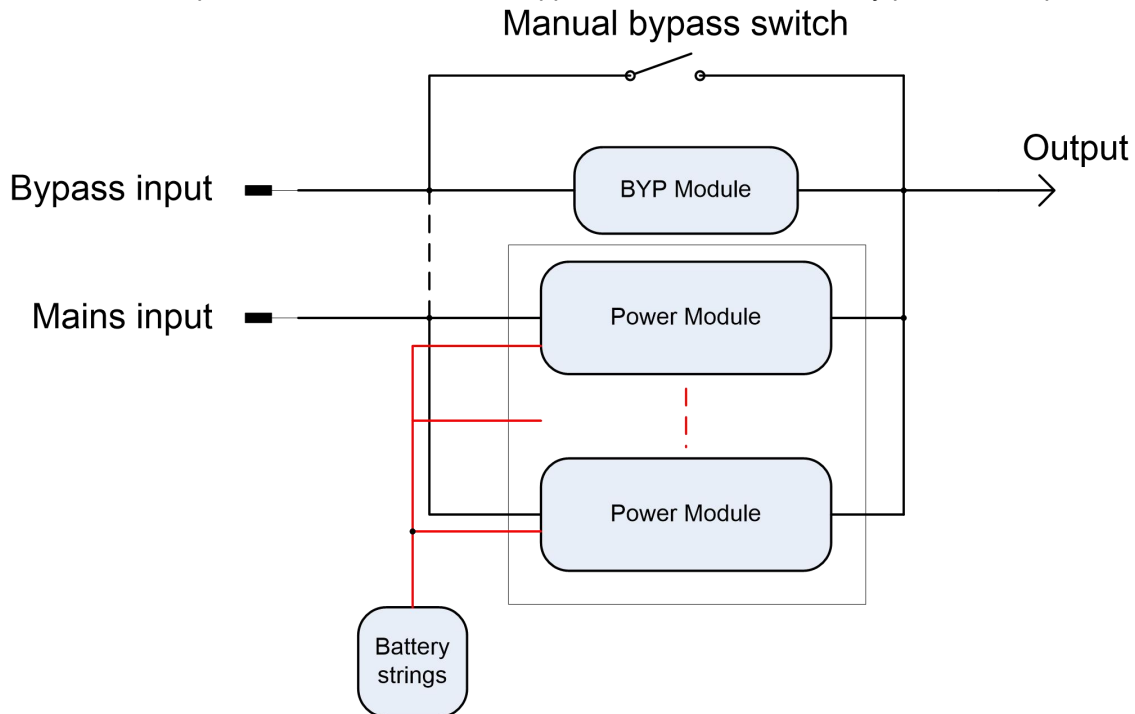 Manual bypass switch
Output
Bypass input
BYP Module
Mains input
Power Module
Power Module
Battery
strings